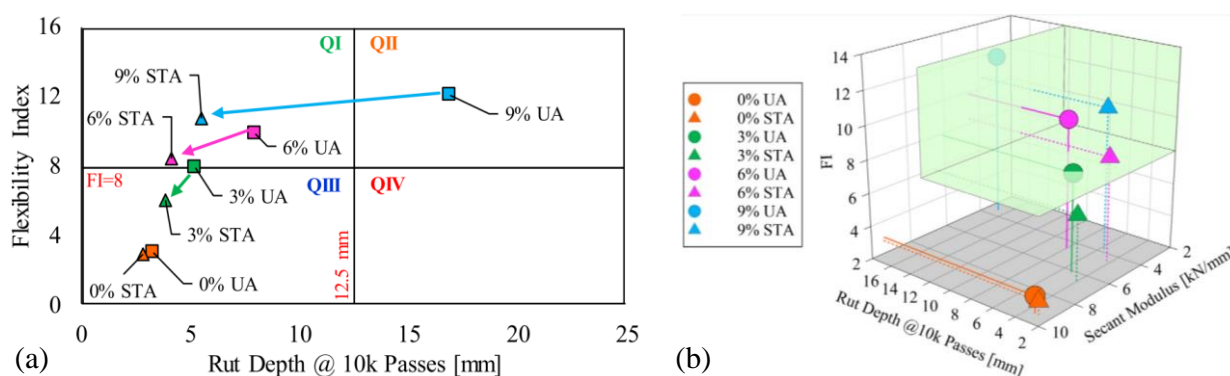 16
12
8
4
0
Flexibility Index
QI
QII
9% STA
6% STA
9% UA
6% UA
FI=8
QIII
QIV
3% UA
3% STA
12.5 mm
0% STA
0% UA
0
5
10
15
20
25
(a)
Rut Depth @ 10k Passes [mm]
0% UA
0% STA
3% UA
3% STA
6% UA
6% STA
9% UA
9% STA
14
12
10
8
6
4
2
FI
16
14
12
10
8
6
4
2
Rut Depth @10k Passes [mm]
10
8
6
4
2
Secant Modulus [kN/mm]
(b)